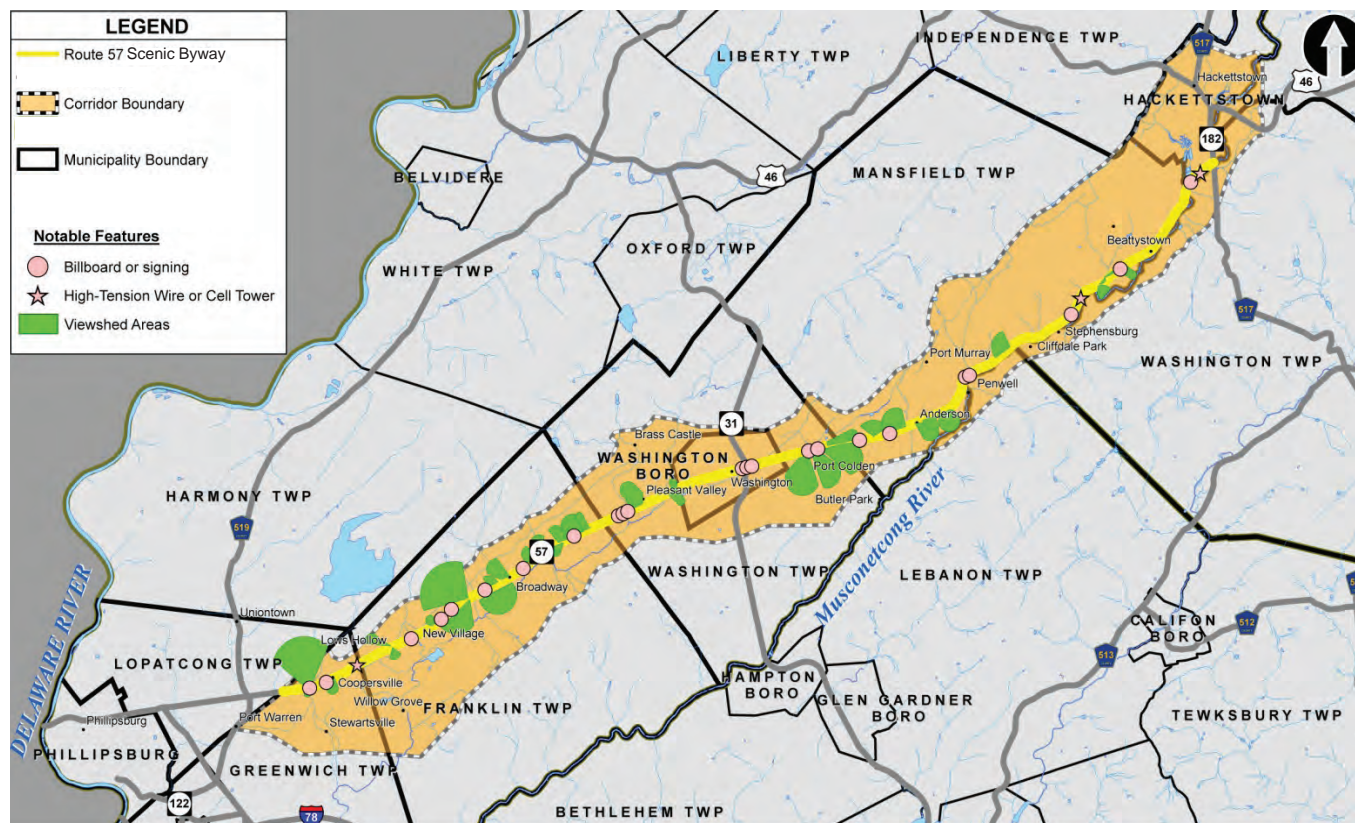 LEGEND
Route 57 Scenic Byway
Corridor Boundary
Municipality Boundary
Notable Features
Billboard or signing
High-Tension Wire or Cell Tower
Viewshed Areas
INDEPENDENCE TWP
517
LIBERTY TWP
Hackettstown
46
HACKETTSTOWN
182
46
BELVIDERE
MANSFIELD TWP
OXFORD TWP
Beattystown
WHITE TWP
517
Stephensburg
Cliffdale Park
Port Murray
WASHINGTON TWP
Penwell
Anderson
31
Brass Castle
WASHINGTON
BORO
Washington
Port Colden
Pleasant Valley
Butler Park
HARMONY TWP
519
57
WASHINGTON TWP
LEBANON TWP
Musconetcong River
Broadway
Uniontown
New Village
Lows Hollow
CALIFON
BORO
512
513
LOPATCONG TWP
Coopersville
HAMPTON
BORO
Willow Grove
GLEN GARDNER
BORO
FRANKLIN TWP
TEWKSBURY TWP
Port Warren
Phillipsburg
Stewartsville
DELAWARE RIVER
PHILLIPSBURG
GREENWICH TWP
122
78
BETHLEHEM TWP